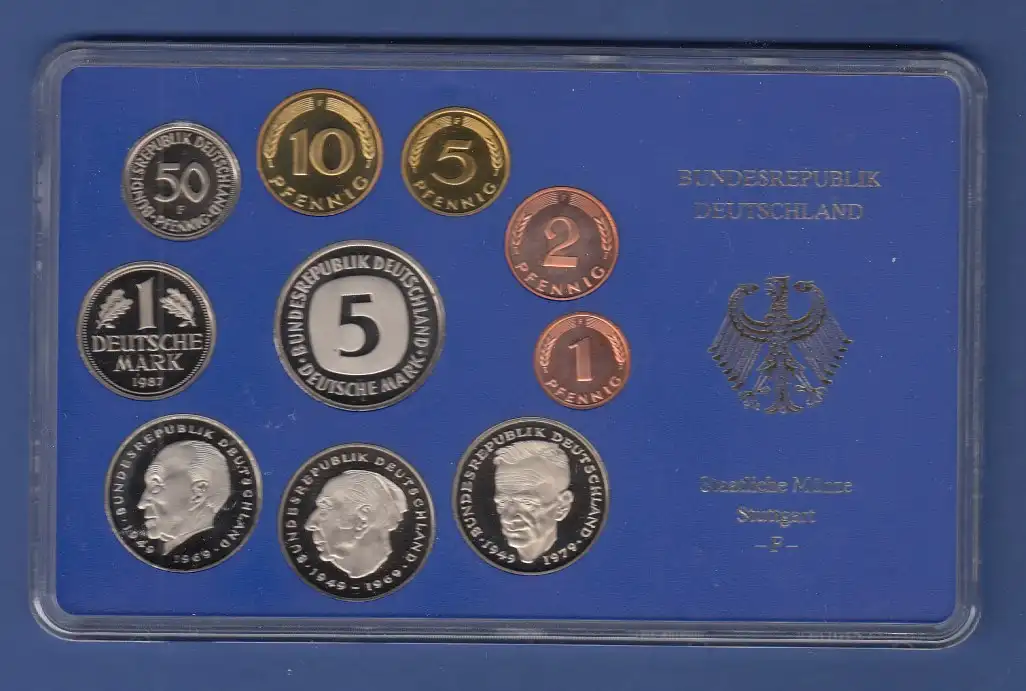 BUNDESREPUBLIK DEUTSCHLAND
50
PFENNIG
F
F
10
PFENNIG
F
5
PFENNIG
F
2
PFENNIG
F
1
PFENNIG
1
DEUTSCHE
MARK
1987
BUNDESREPUBLIK DEUTSCHLAND
5
DEUTSCHE MARK
BUNDESREPUBLIK DEUTSCHLAND
1949 1969
BUNDESREPUBLIK DEUTSCHLAND
1949 – 1969
BUNDESREPUBLIK DEUTSCHLAND
1949 1979
BUNDESREPUBLIK
DEUTSCHLAND
Staatliche Münze
Stuttgart
– F –